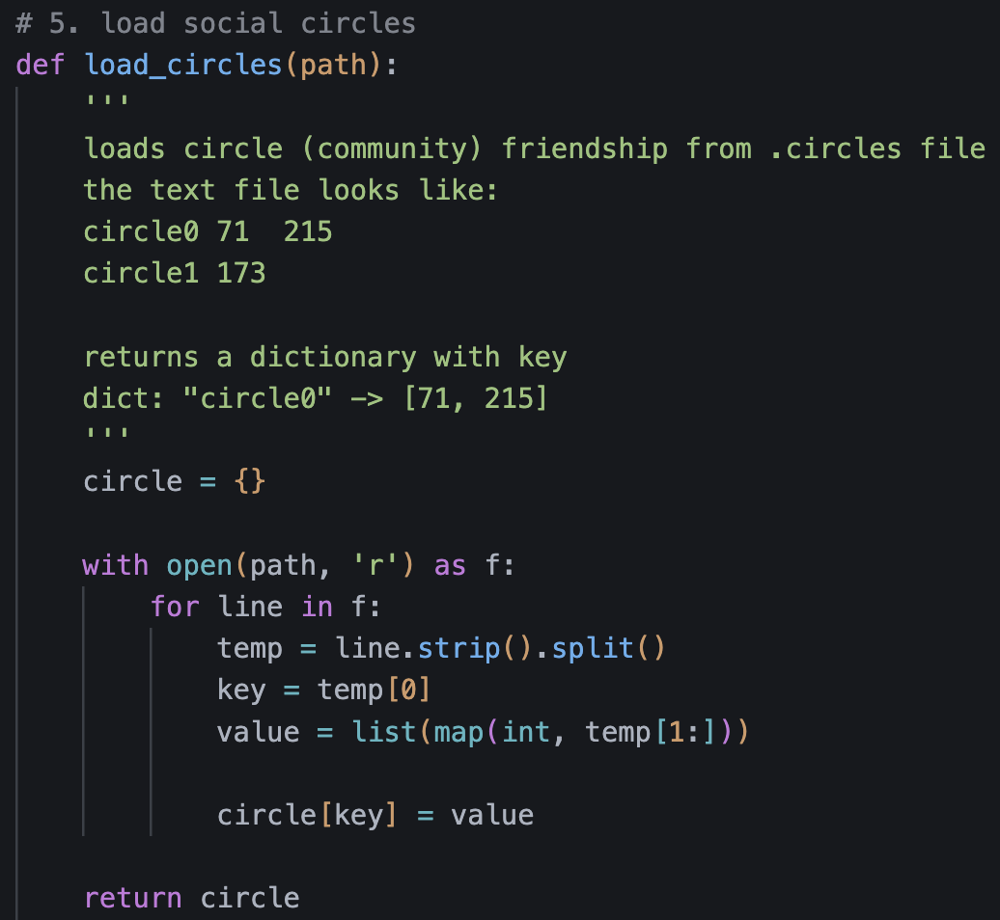 # 5. load social circles
def load_circles(path):
    '''
    loads circle (community) friendship from .circles file
    the text file looks like:
    circle0 71  215
    circle1 173

    returns a dictionary with key
    dict: "circle0" -> [71, 215]
    '''
    circle = {}

    with open(path, 'r') as f:
        for line in f:
            temp = line.strip().split()
            key = temp[0]
            value = list(map(int, temp[1:]))

            circle[key] = value

    return circle